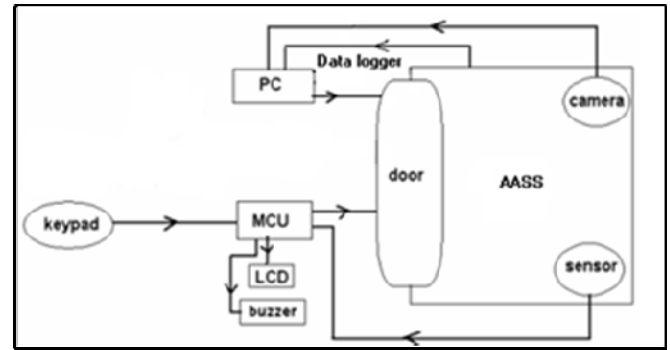 Data logger
PC
camera
door
AASS
keypad
MCU
LCD
sensor
buzzer